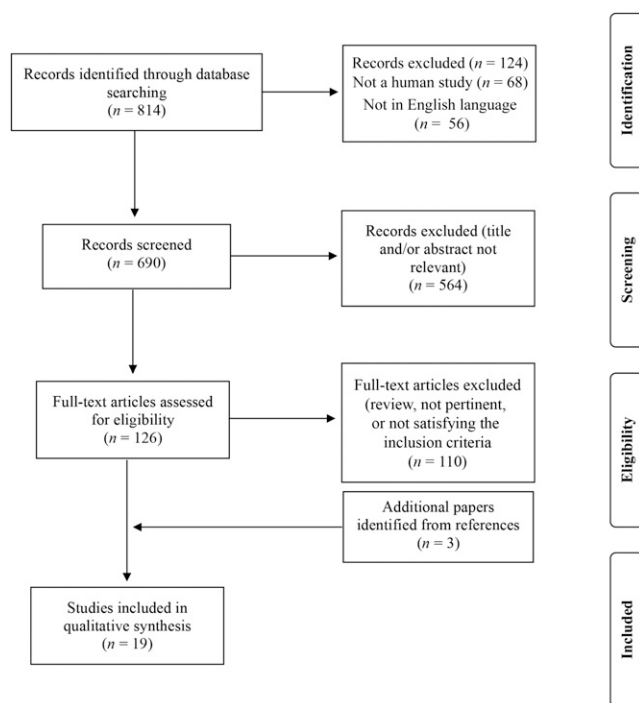 Records identified through database
searching
(n = 814)
Records excluded (n = 124)
Not a human study (n = 68)
Not in English language
(n = 56)
Identification
Records screened
(n = 690)
Records excluded (title
and/or abstract not
relevant)
(n = 564)
Screening
Full-text articles assessed
for eligibility
(n = 126)
Full-text articles excluded
(review, not pertinent,
or not satisfying the
inclusion criteria
(n = 110)
Eligibility
Additional papers
identified from references
(n = 3)
Studies included in
qualitative synthesis
(n = 19)
Included